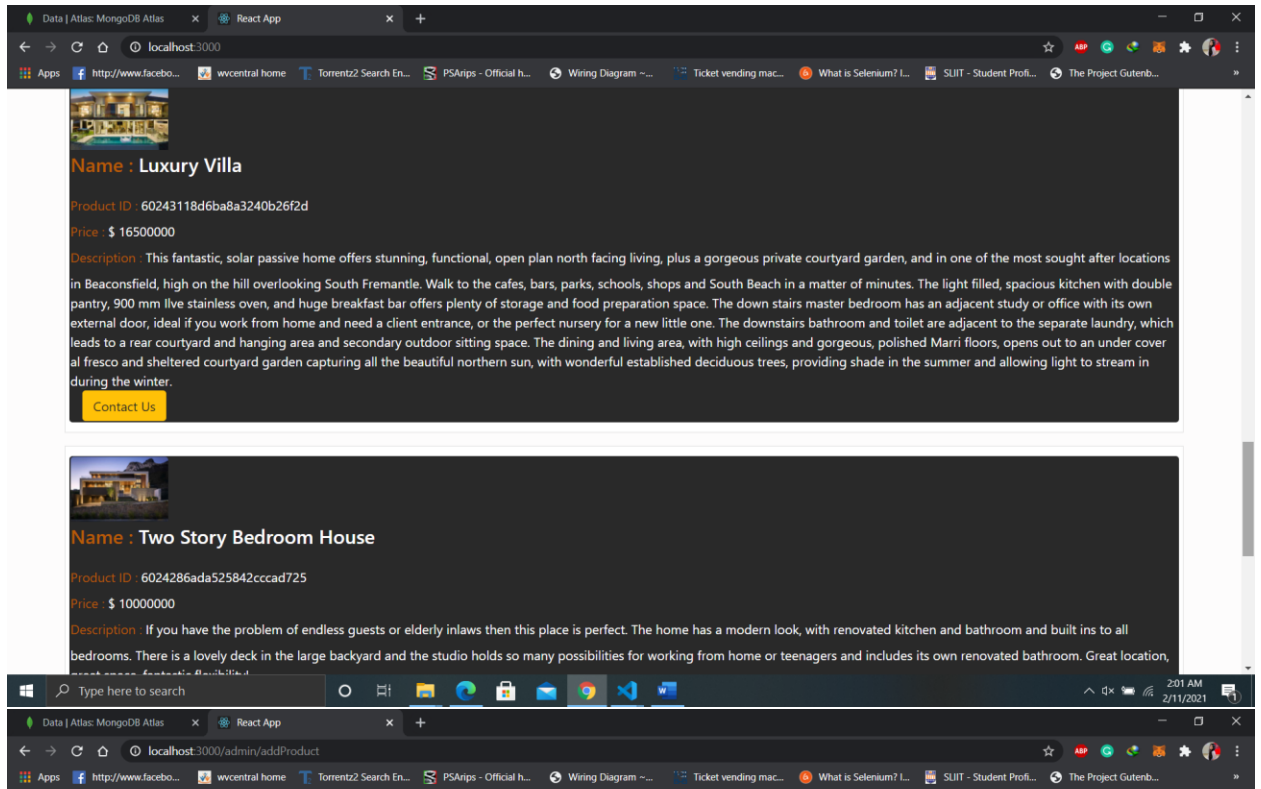 Data | Atlas: MongoDB Atlas
React App
localhost:3000
ABP
Apps
http://www.facebo...
wvcentral home
Torrentz2 Search En...
PSArips - Official h...
Wiring Diagram ~...
Ticket vending mac...
What is Selenium? I...
SLIIT - Student Profi...
The Project Gutenb...
Name : Luxury Villa
Product ID : 60243118d6ba8a3240b26f2d
Price : $ 16500000
Description : This fantastic, solar passive home offers stunning, functional, open plan north facing living, plus a gorgeous private courtyard garden, and in one of the most sought after locations
in Beaconsfield, high on the hill overlooking South Fremantle. Walk to the cafes, bars, parks, schools, shops and South Beach in a matter of minutes. The light filled, spacious kitchen with double
pantry, 900 mm Ilve stainless oven, and huge breakfast bar offers plenty of storage and food preparation space. The down stairs master bedroom has an adjacent study or office with its own
external door, ideal if you work from home and need a client entrance, or the perfect nursery for a new little one. The downstairs bathroom and toilet are adjacent to the separate laundry, which
leads to a rear courtyard and hanging area and secondary outdoor sitting space. The dining and living area, with high ceilings and gorgeous, polished Marri floors, opens out to an under cover
al fresco and sheltered courtyard garden capturing all the beautiful northern sun, with wonderful established deciduous trees, providing shade in the summer and allowing light to stream in
during the winter.
Contact Us
Name : Two Story Bedroom House
Product ID : 6024286ada525842cccad725
Price : $ 10000000
Description : If you have the problem of endless guests or elderly inlaws then this place is perfect. The home has a modern look, with renovated kitchen and bathroom and built ins to all
bedrooms. There is a lovely deck in the large backyard and the studio holds so many possibilities for working from home or teenagers and includes its own renovated bathroom. Great location,
great space, fantastic flexibility!
Type here to search
2:01 AM
2/11/2021
Data | Atlas: MongoDB Atlas
React App
localhost:3000/admin/addProduct
ABP
Apps
http://www.facebo...
wvcentral home
Torrentz2 Search En...
PSArips - Official h...
Wiring Diagram ~...
Ticket vending mac...
What is Selenium? I...
SLIIT - Student Profi...
The Project Gutenb...